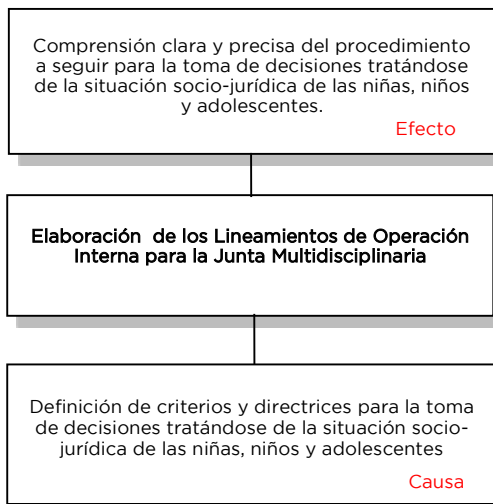 Comprensión clara y precisa del procedimiento
a seguir para la toma de decisiones tratándose
de la situación socio-jurídica de las niñas, niños
y adolescentes.
Efecto
Elaboración  de los Lineamientos de Operación
Interna para la Junta Multidisciplinaria
Definición de criterios y directrices para la toma
de decisiones tratándose de la situación socio-
jurídica de las niñas, niños y adolescentes
Causa